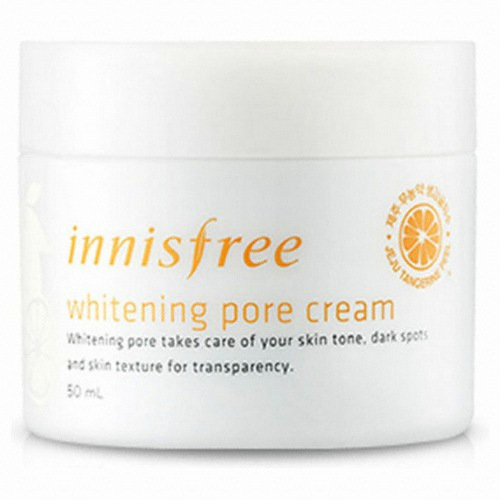 innisfree
whitening pore cream
Whitening pore takes care of your skin tone, dark spots
and skin texture for transparency.
50 mL
JEJU TANGERINE PEEL